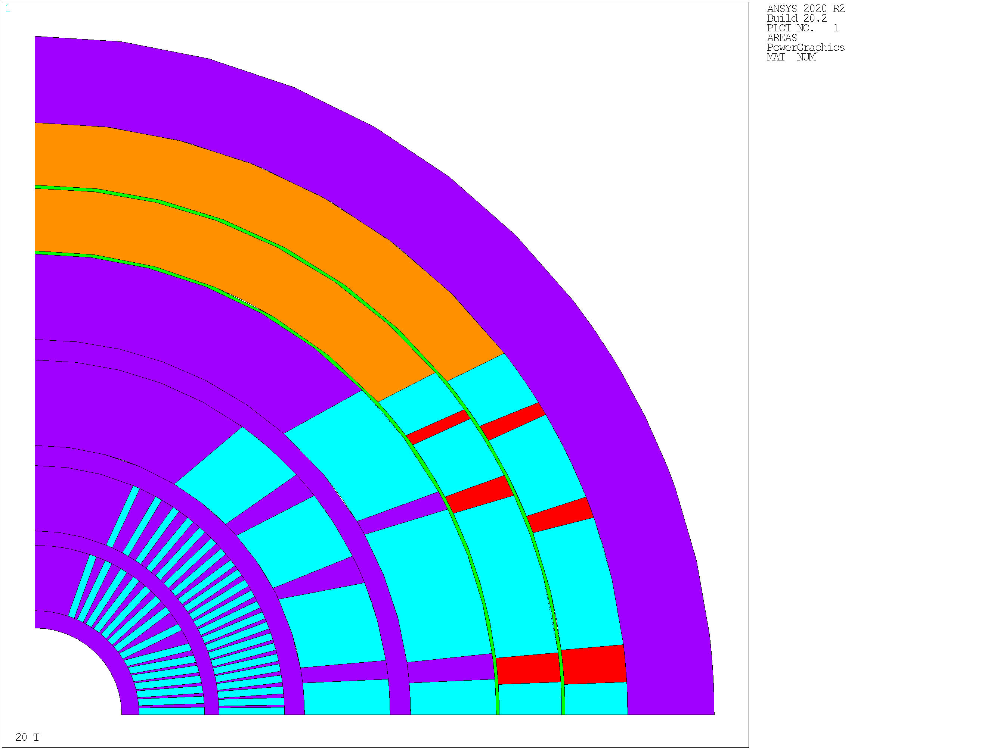 1
ANSYS 2020 R2
Build 20.2
PLOT NO.   1
AREAS
PowerGraphics
MAT  NUM
20 T